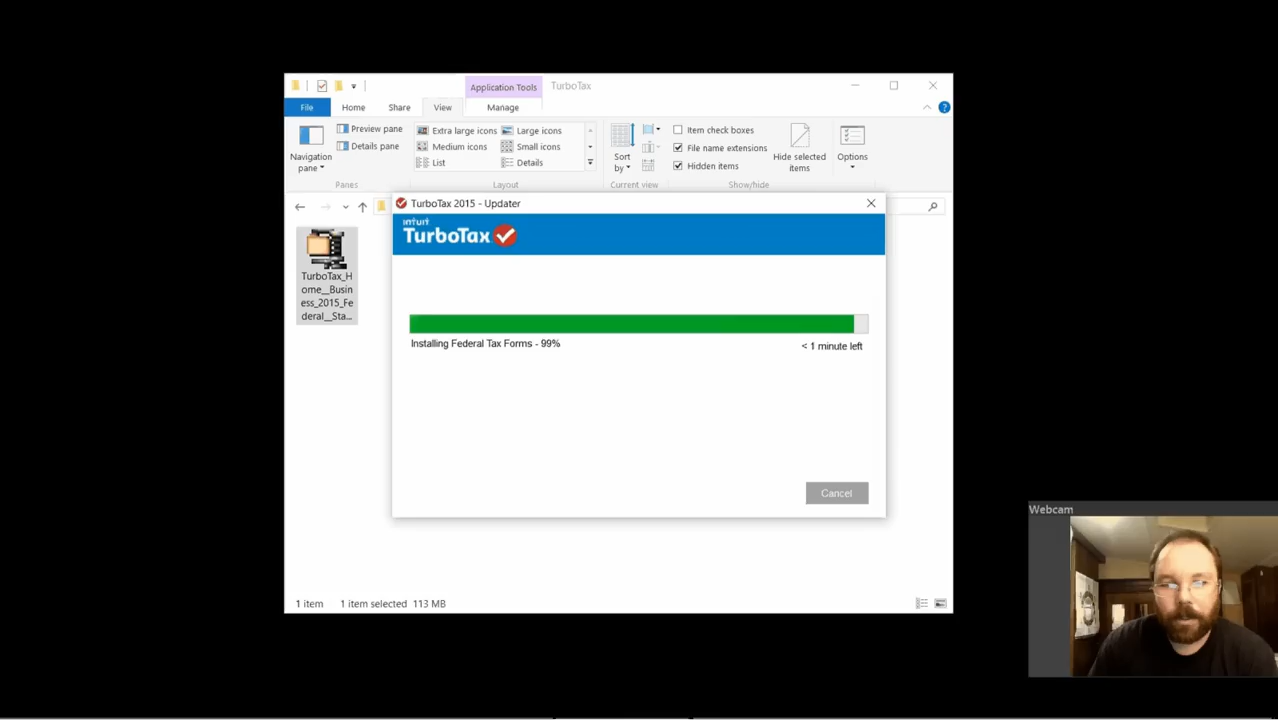 Application Tools
TurboTax
File
Home
Share
View
Manage
Navigation
pane
Preview pane
Details pane
Extra large icons
Large icons
Medium icons
Small icons
List
Details
Sort
by
Item check boxes
File name extensions
Hidden items
Hide selected
items
Options
Panes
Layout
Current view
Show/hide
TurboTax 2015 - Updater
intuit
TurboTax
Installing Federal Tax Forms - 99%
< 1 minute left
Cancel
TurboTax_H
ome__Busin
ess_2015_Fe
deral__Sta...
1 item
1 item selected 113 MB
Webcam